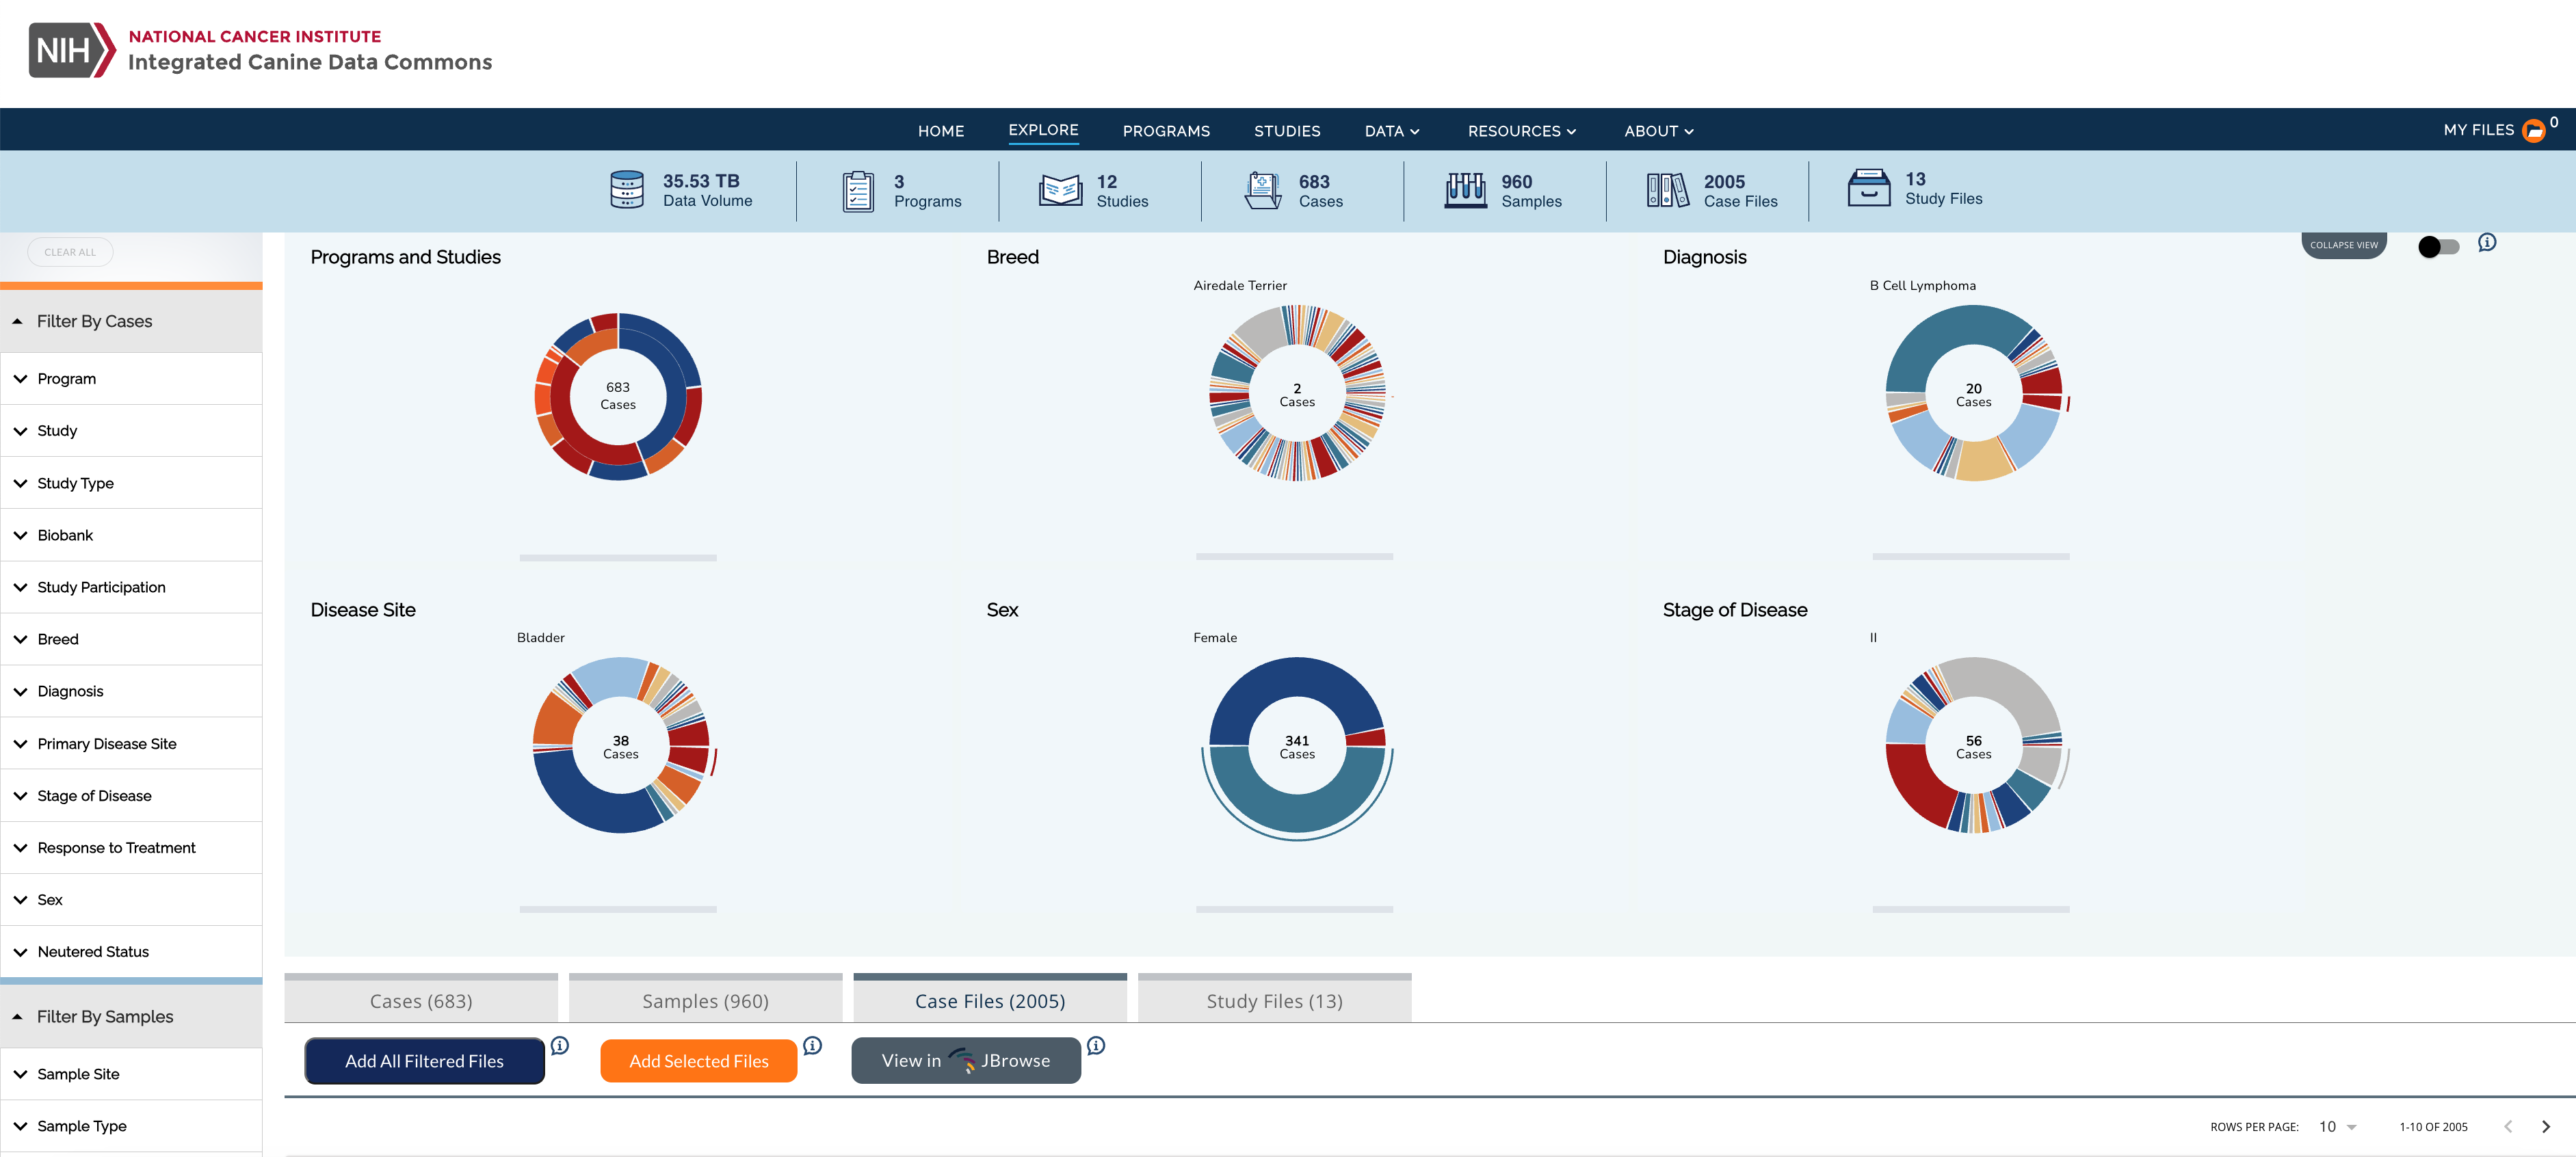 NIH
NATIONAL CANCER INSTITUTE
Integrated Canine Data Commons
HOME
EXPLORE
PROGRAMS
STUDIES
DATA
RESOURCES
ABOUT
MY FILES
0
35.53 TB
Data Volume
3
Programs
12
Studies
683
Cases
960
Samples
2005
Case Files
13
Study Files
CLEAR ALL
Filter By Cases
Program
Study
Study Type
Biobank
Study Participation
Breed
Diagnosis
Primary Disease Site
Stage of Disease
Response to Treatment
Sex
Neutered Status
Filter By Samples
Sample Site
Sample Type
COLLAPSE VIEW
Programs and Studies
683
Cases
Breed
Airedale Terrier
2
Cases
Diagnosis
B Cell Lymphoma
20
Cases
Disease Site
Bladder
38
Cases
Sex
Female
341
Cases
Stage of Disease
II
56
Cases
Cases (683)
Samples (960)
Case Files (2005)
Study Files (13)
Add All Filtered Files
Add Selected Files
View in JBrowse
ROWS PER PAGE:
10
1-10 OF 2005